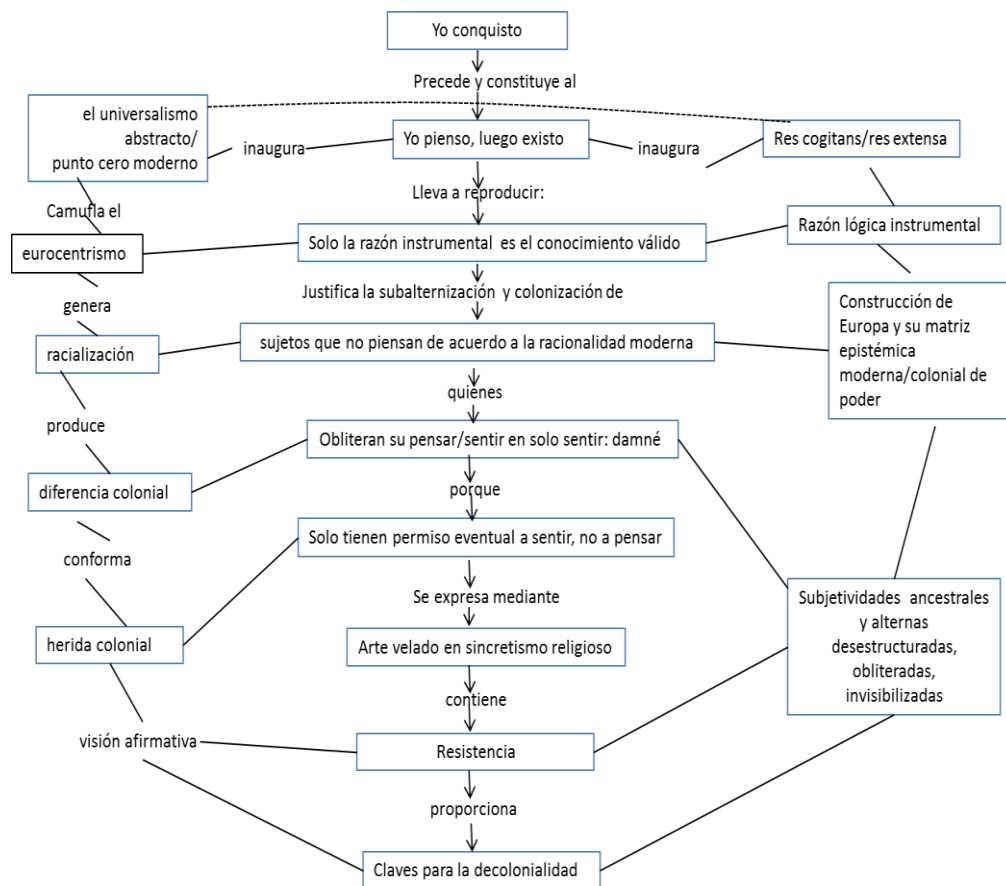 Yo conquisto
Precede y constituye al
el universalismo
abstracto/
punto cero moderno
inaugura
Yo pienso, luego existo
inaugura
Res cogitans/res extensa
Lleva a reproducir:
Camufla el
eurocentrismo
Solo la razón instrumental es el conocimiento válido
Razón lógica instrumental
Justifica la subalternización y colonización de
genera
racialización
sujetos que no piensan de acuerdo a la racionalidad moderna
Construcción de
Europa y su matriz
epistémica
moderna/colonial de
poder
quienes
produce
Obliteran su pensar/sentir en solo sentir: damné
diferencia colonial
porque
Solo tienen permiso eventual a sentir, no a pensar
conforma
Se expresa mediante
herida colonial
Arte velado en sincretismo religioso
Subjetividades ancestrales
y alternas
desestructuradas,
obliteradas,
invisibilizadas
contiene
visión afirmativa
Resistencia
proporciona
Claves para la decolonialidad